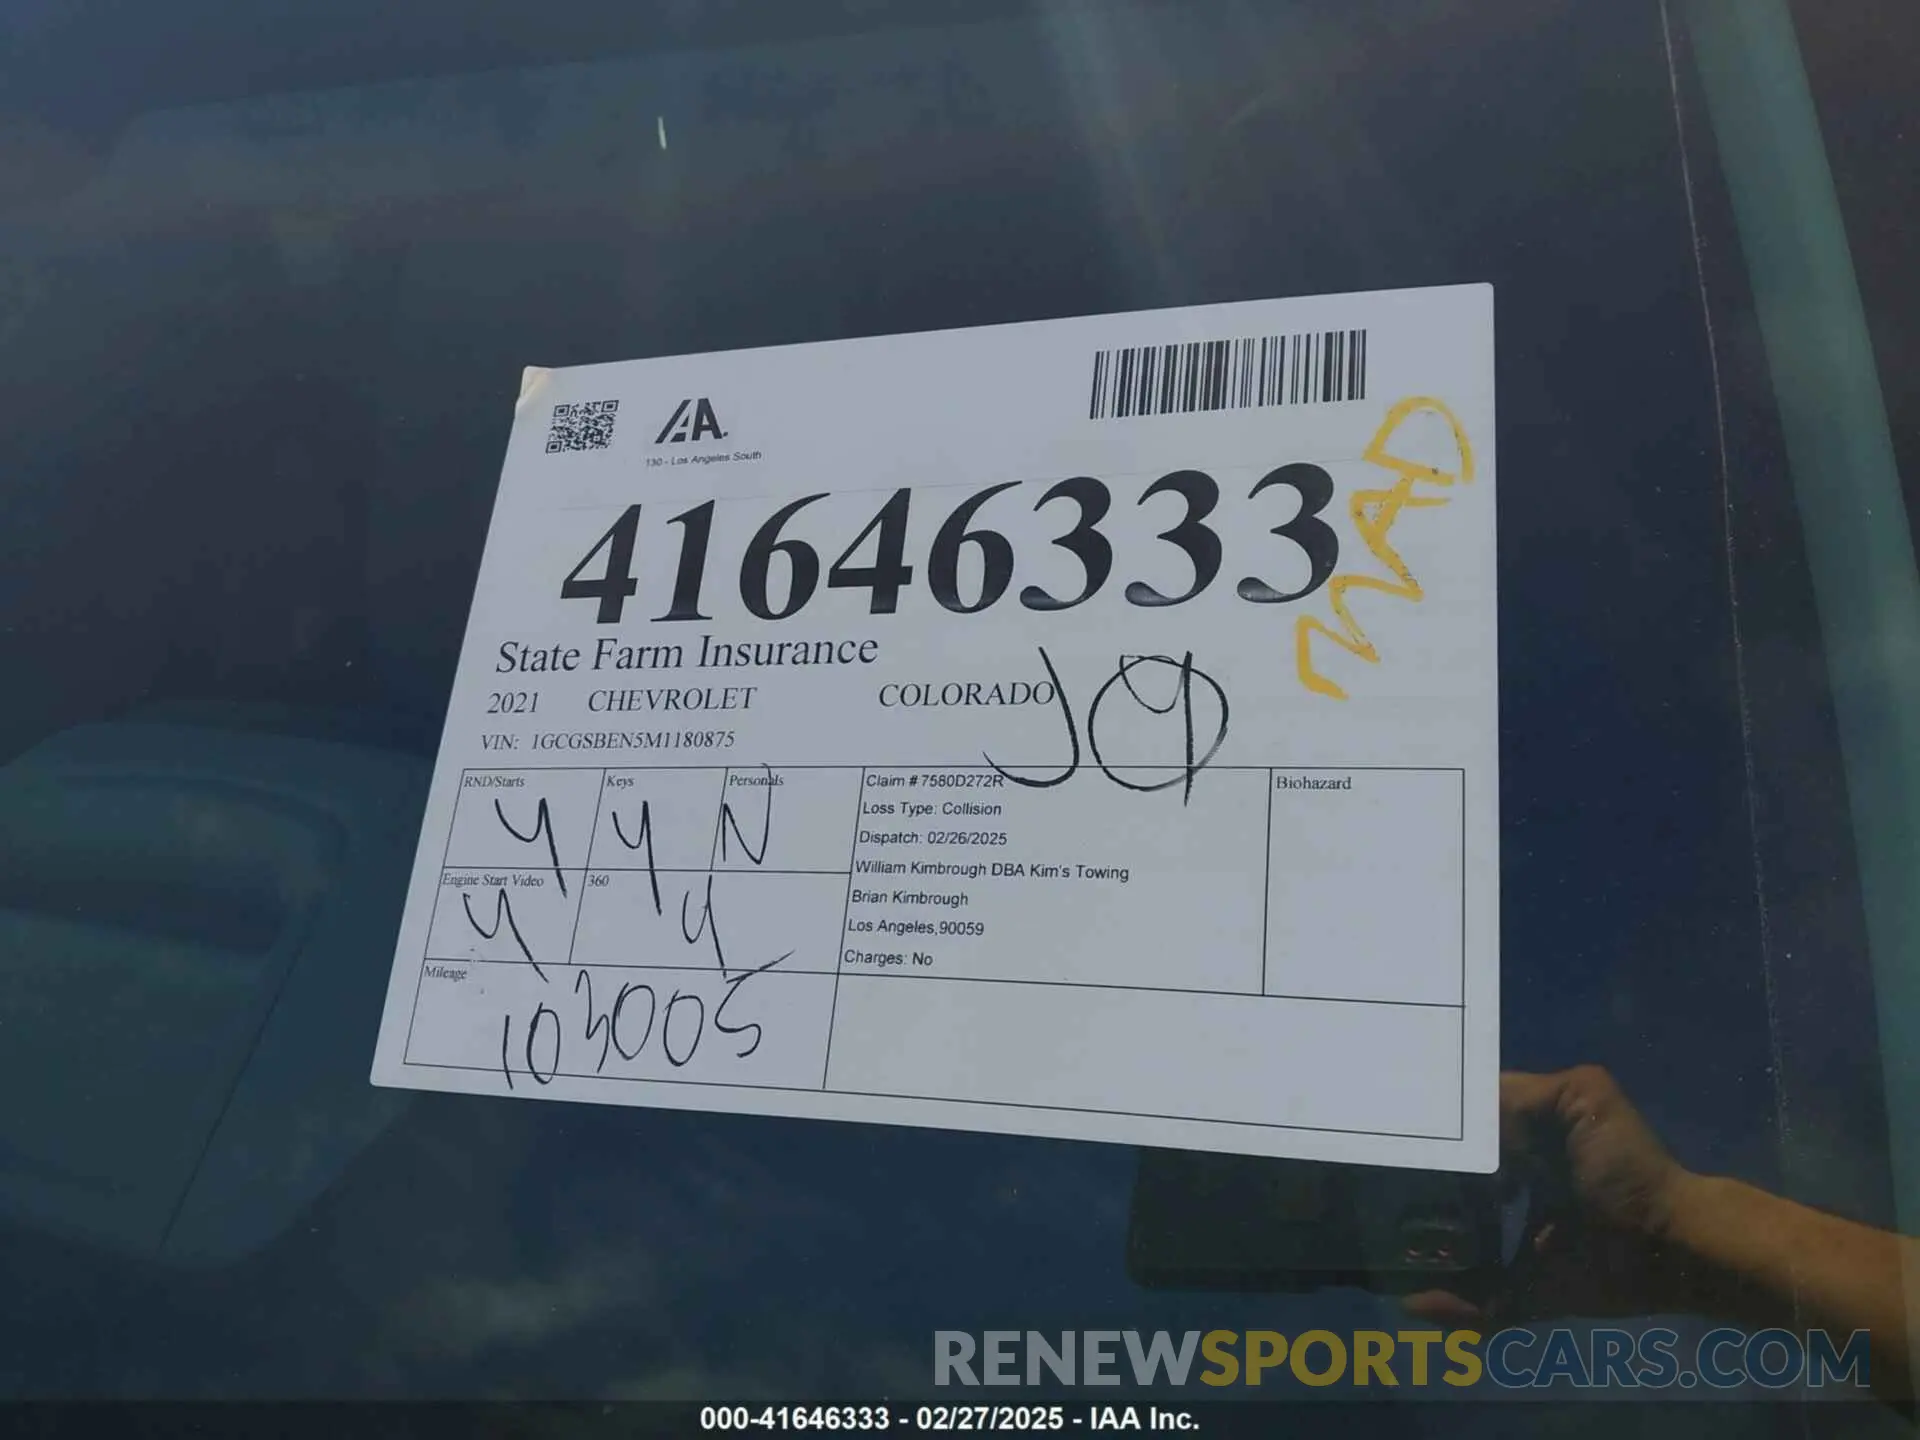 IAA
130 - Los Angeles South
41646333
MAD
State Farm Insurance
2021 CHEVROLET COLORADO
VIN: 1GCGSBEN5M1180875
RND/Starts Y
Keys Y
Personals N
Engine Start Video Y
360 Y
Mileage 103005
Claim # 7580D272R
Loss Type: Collision
Dispatch: 02/26/2025
William Kimbrough DBA Kim's Towing
Brian Kimbrough
Los Angeles,90059
Charges: No
Biohazard
RENEWSPORTSCARS.COM
000-41646333 - 02/27/2025 - IAA Inc.